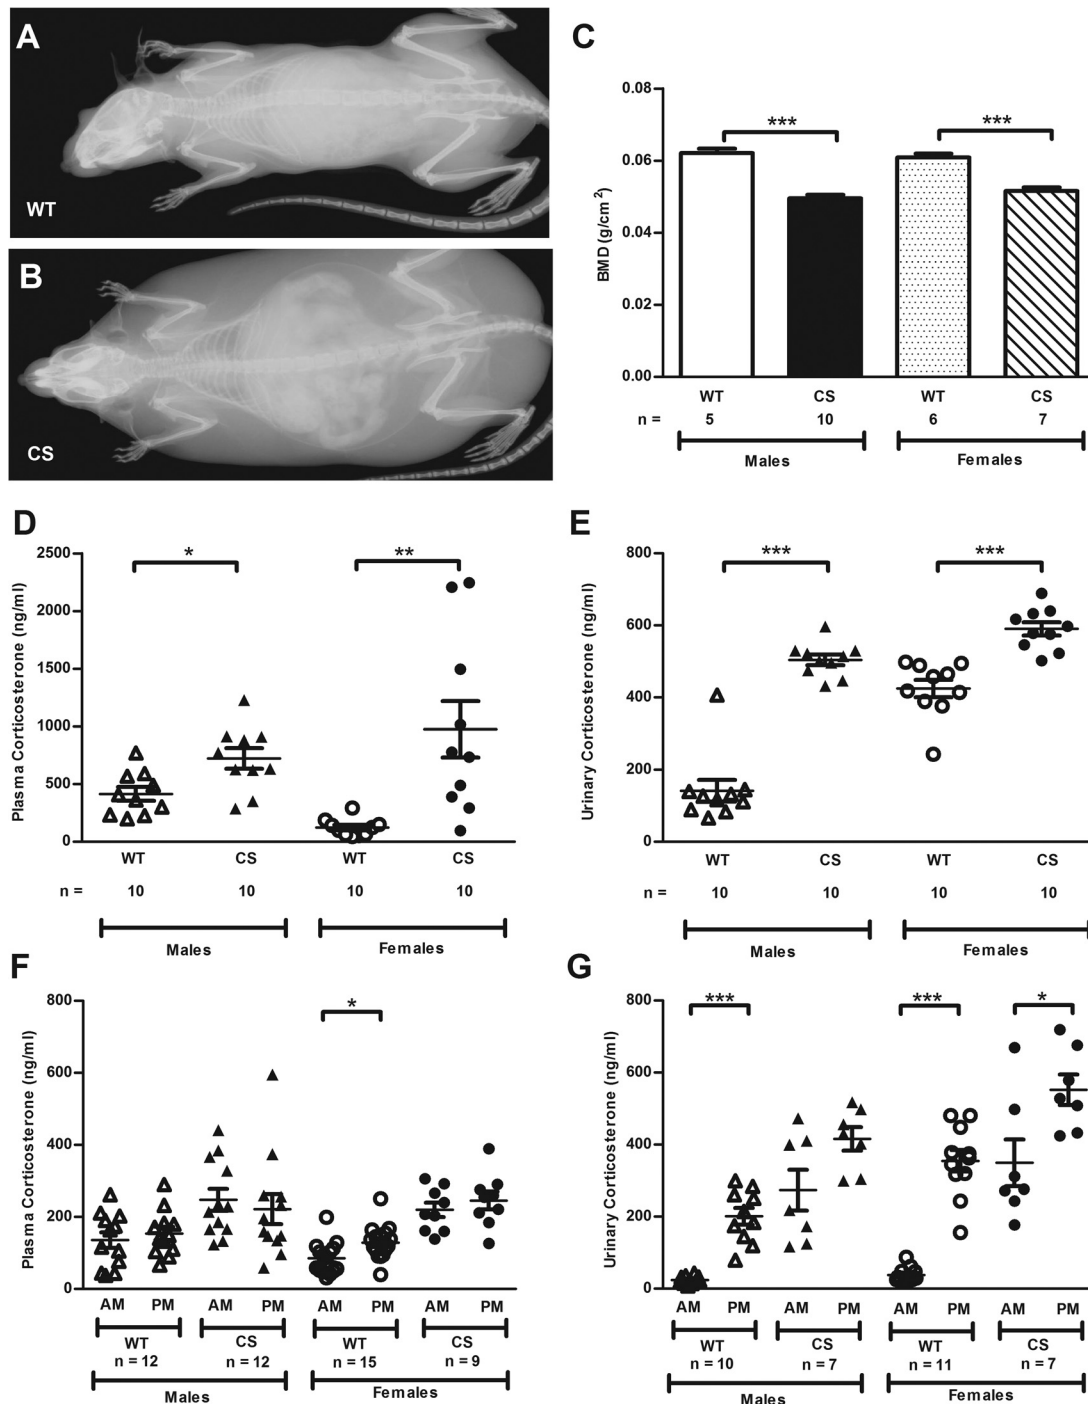 A
WT
B
CS
C
BMD (g/cm²)
0.08
0.06
0.04
0.02
0.00
*** ***
WT CS WT CS
n = 5 10 6 7
Males Females
D
Plasma Corticosterone (ng/ml)
2500
2000
1500
1000
500
0
* **
WT CS WT CS
n = 10 10 10 10
Males Females
E
Urinary Corticosterone (ng/ml)
800
600
400
200
0
*** ***
WT CS WT CS
n = 10 10 10 10
Males Females
F
Plasma Corticosterone (ng/ml)
800
600
400
200
0
*
AM PM AM PM AM PM AM PM
WT CS WT CS
n = 12 n = 12 n = 15 n = 9
Males Females
G
Urinary Corticosterone (ng/ml)
800
600
400
200
0
*** *** *
AM PM AM PM AM PM AM PM
WT CS WT CS
n = 10 n = 7 n = 11 n = 7
Males Females